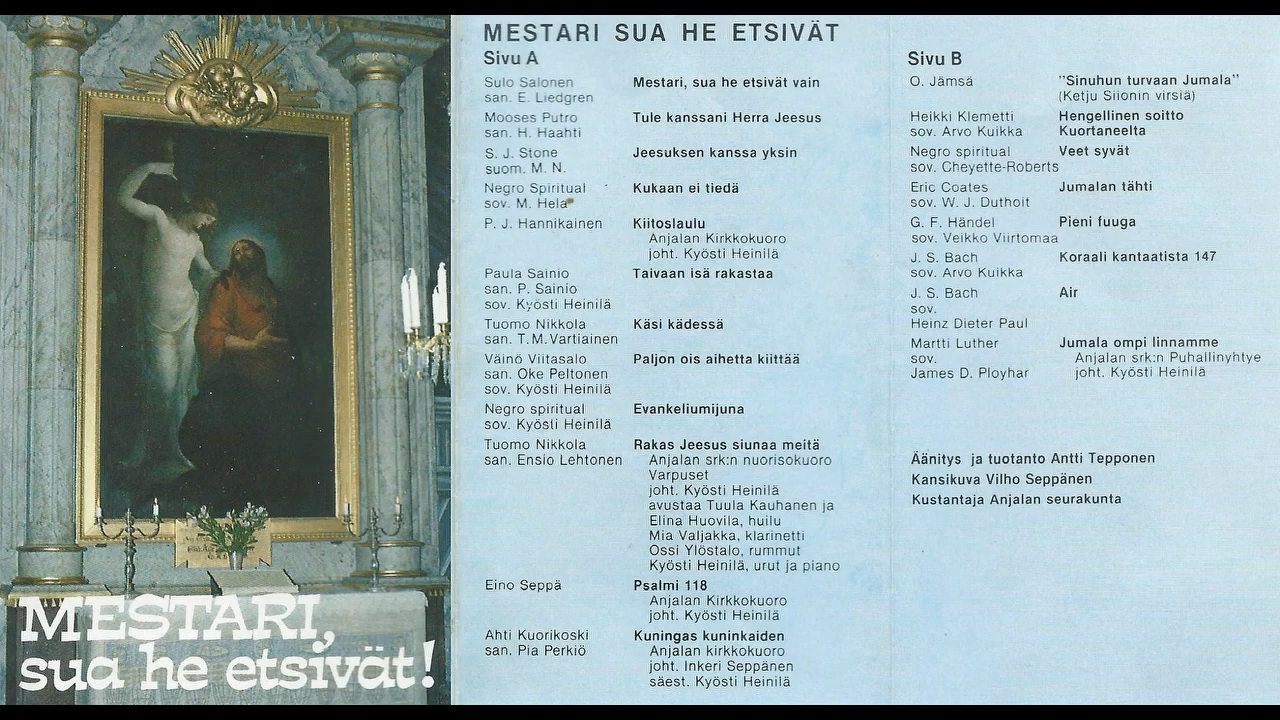 MESTARI,
sua he etsivät!
MESTARI SUA HE ETSIVÄT
Sivu A
Sulo Salonen Mestari, sua he etsivät vain
san. E. Liedgren
Mooses Putro Tule kanssani Herra Jeesus
san. H. Haahti
S. J. Stone Jeesuksen kanssa yksin
suom. M. N.
Negro Spiritual Kukaan ei tiedä
sov. M. Hela
P. J. Hannikainen Kiitoslaulu
Anjalan Kirkkokuoro
joht. Kyösti Heinilä
Paula Sainio Taivaan isä rakastaa
san. P. Sainio
sov. Kyösti Heinilä
Tuomo Nikkola Käsi kädessä
san. T.M.Vartiainen
Väinö Viitasalo Paljon ois aihetta kiittää
san. Oke Peltonen
sov. Kyösti Heinilä
Negro spiritual Evankeliumijuna
sov. Kyösti Heinilä
Tuomo Nikkola Rakas Jeesus siunaa meitä
san. Ensio Lehtonen Anjalan srk:n nuorisokuoro
Varpuset
joht. Kyösti Heinilä
avustaa Tuula Kauhanen ja
Elina Huovila, huilu
Mia Valjakka, klarinetti
Ossi Ylöstalo, rummut
Kyösti Heinilä, urut ja piano
Eino Seppä Psalmi 118
Anjalan Kirkkokuoro
joht. Kyösti Heinilä
Ahti Kuorikoski Kuningas kuninkaiden
san. Pia Perkiö Anjalan kirkkokuoro
joht. Inkeri Seppänen
säest. Kyösti Heinilä
Sivu B
O. Jämsä "Sinuhun turvaan Jumala"
(Ketju Siionin virsiä)
Heikki Klemetti Hengellinen soitto
sov. Arvo Kuikka Kuortaneelta
Negro spiritual Veet syvät
sov. Cheyette-Roberts
Eric Coates Jumalan tähti
sov. W. J. Duthoit
G. F. Händel Pieni fuuga
sov. Veikko Viirtomaa
J. S. Bach Koraali kantaatista 147
sov. Arvo Kuikka
J. S. Bach Air
sov.
Heinz Dieter Paul
Martti Luther Jumala ompi linnamme
sov. Anjalan srk:n Puhallinyhtye
James D. Ployhar joht. Kyösti Heinilä
Äänitys ja tuotanto Antti Tepponen
Kansikuva Vilho Seppänen
Kustantaja Anjalan seurakunta